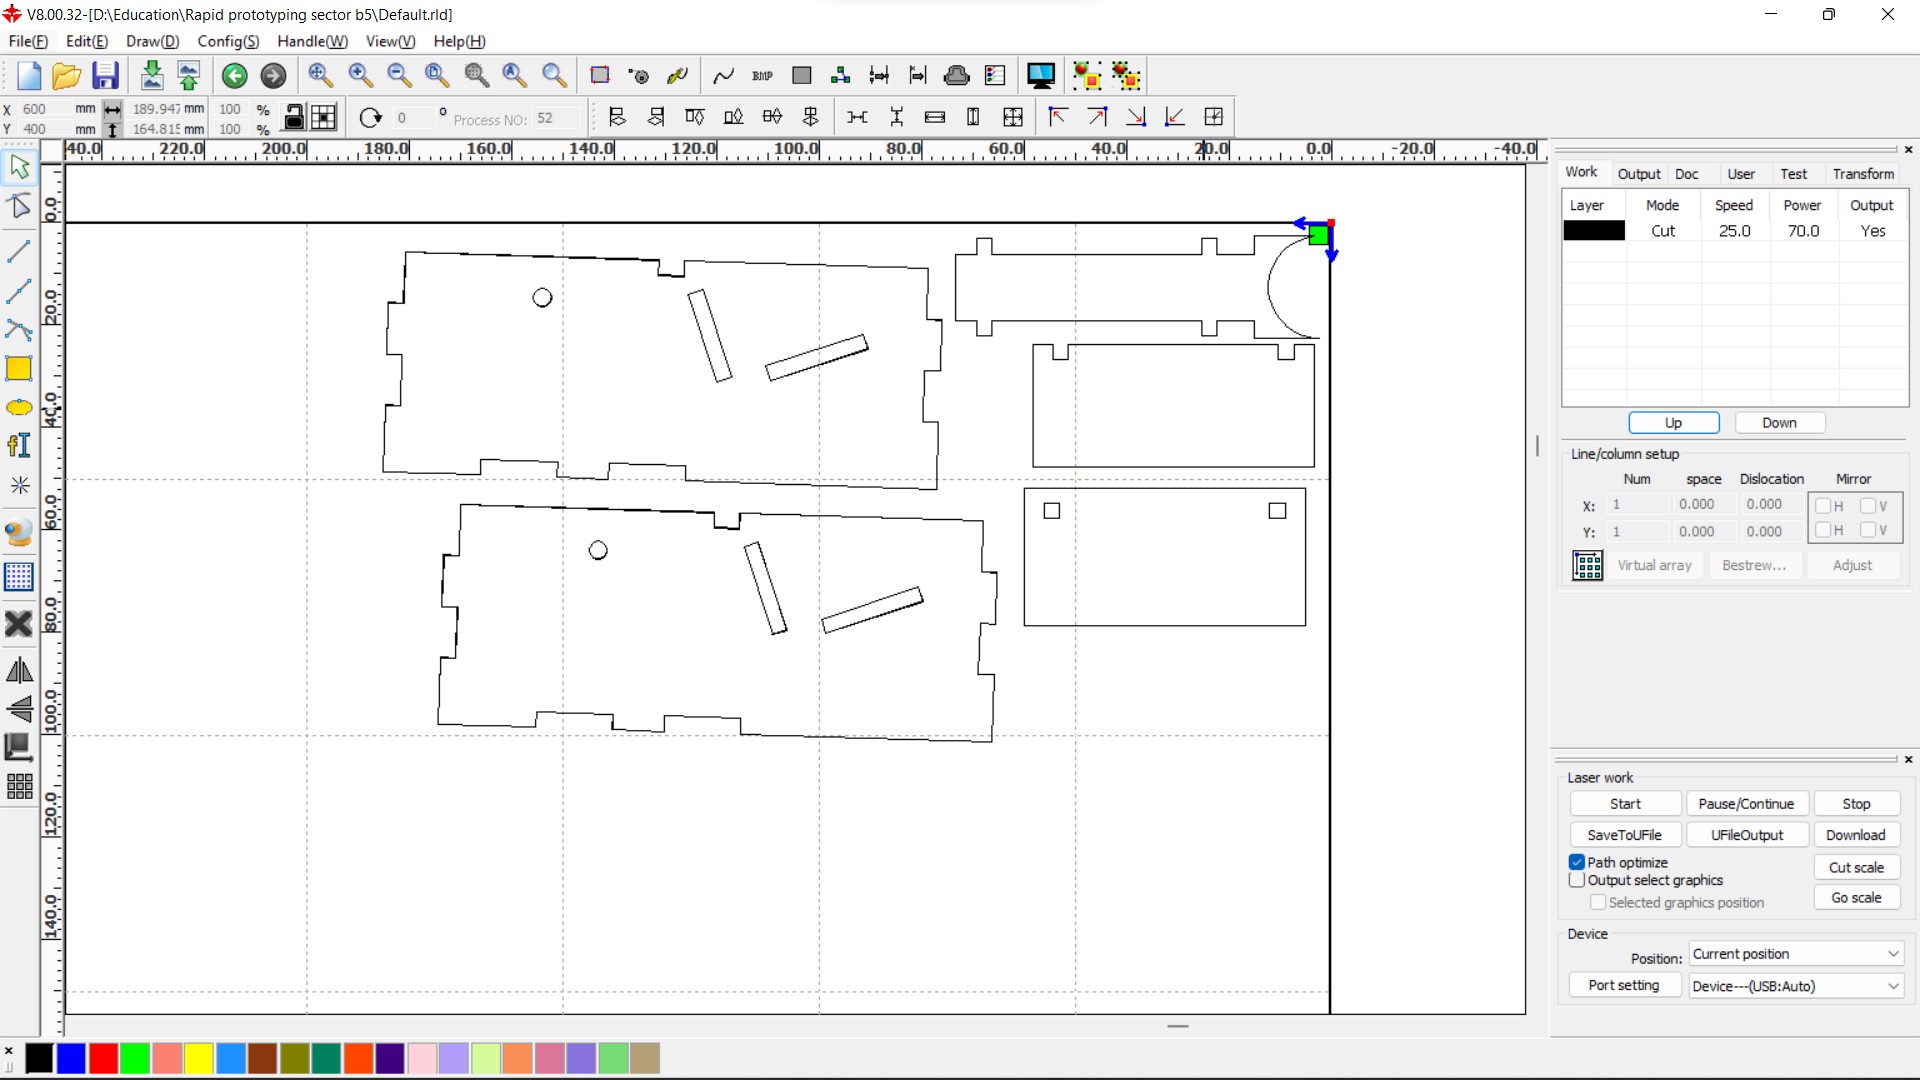 V8.00.32-[D:\Education\Rapid prototyping sector b5\Default.rld]
File(F) Edit(E) Draw(D) Config(S) Handle(W) View(V) Help(H)
BMP
X 600 mm 189.947 mm 100 %
Y 400 mm 164.815 mm 100 %
0 ° Process NO: 52
40.0 220.0 200.0 180.0 160.0 140.0 120.0 100.0 80.0 60.0 40.0 20.0 0.0 -20.0 -40.0
0.0
20.0
40.0
60.0
80.0
100.0
120.0
140.0
Work Output Doc User Test Transform
Layer Mode Speed Power Output
Cut 25.0 70.0 Yes
Up Down
Line/column setup
Num space Dislocation Mirror
X: 1 0.000 0.000 H V
Y: 1 0.000 0.000 H V
Virtual array Bestrew... Adjust
Laser work
Start Pause/Continue Stop
SaveToUFile UFileOutput Download
Path optimize Cut scale
Output select graphics
Selected graphics position Go scale
Device
Position: Current position
Port setting Device---(USB:Auto)